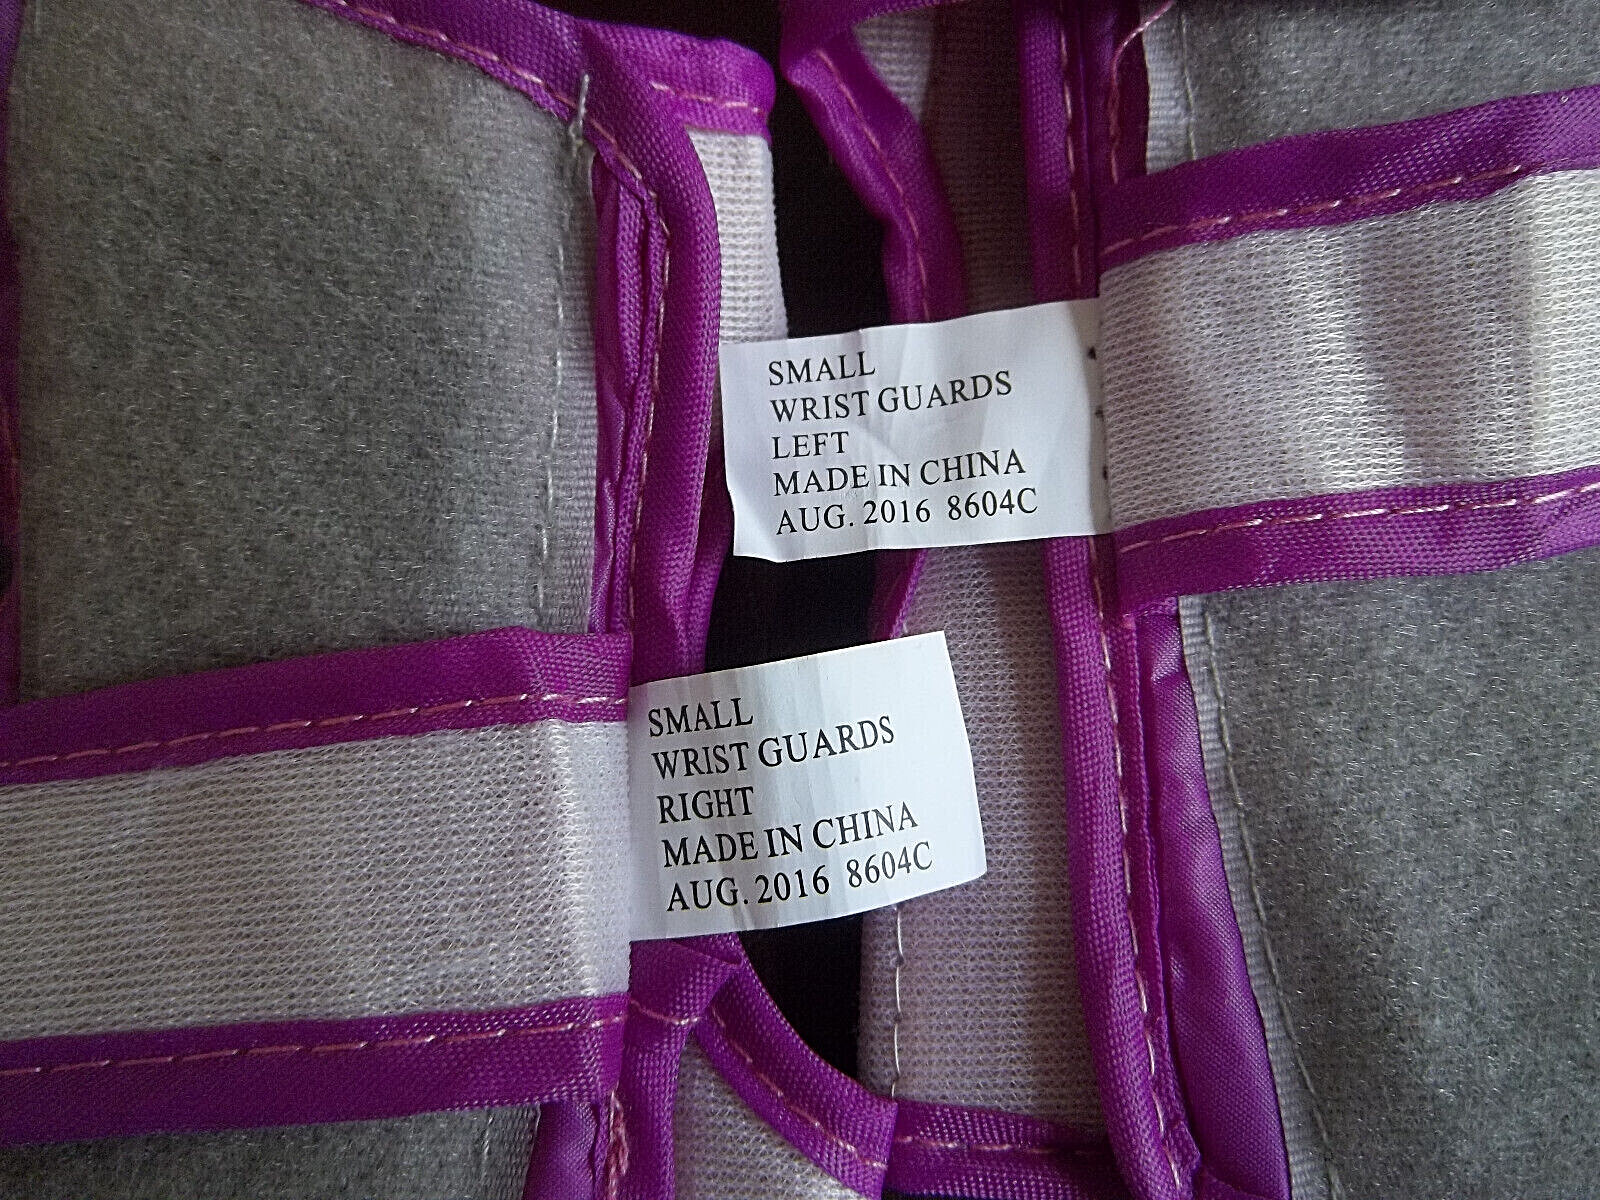 SMALL
WRIST GUARDS
LEFT
MADE IN CHINA
AUG. 2016 8604C
SMALL
WRIST GUARDS
RIGHT
MADE IN CHINA
AUG. 2016 8604C